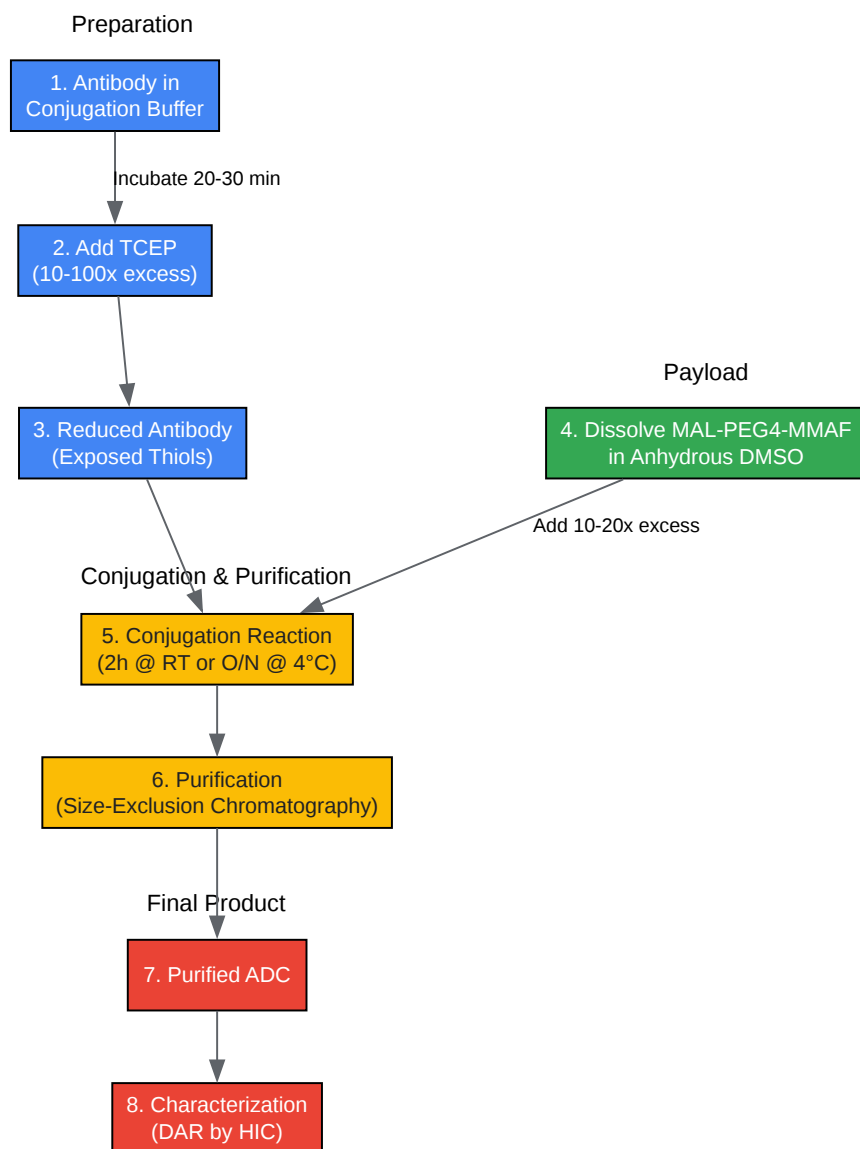 Preparation
1. Antibody in
Conjugation Buffer
Incubate 20-30 min
2. Add TCEP
(10-100x excess)
3. Reduced Antibody
(Exposed Thiols)
Payload
4. Dissolve MAL-PEG4-MMAF
in Anhydrous DMSO
Add 10-20x excess
Conjugation & Purification
5. Conjugation Reaction
(2h @ RT or O/N @ 4°C)
6. Purification
(Size-Exclusion Chromatography)
Final Product
7. Purified ADC
8. Characterization
(DAR by HIC)